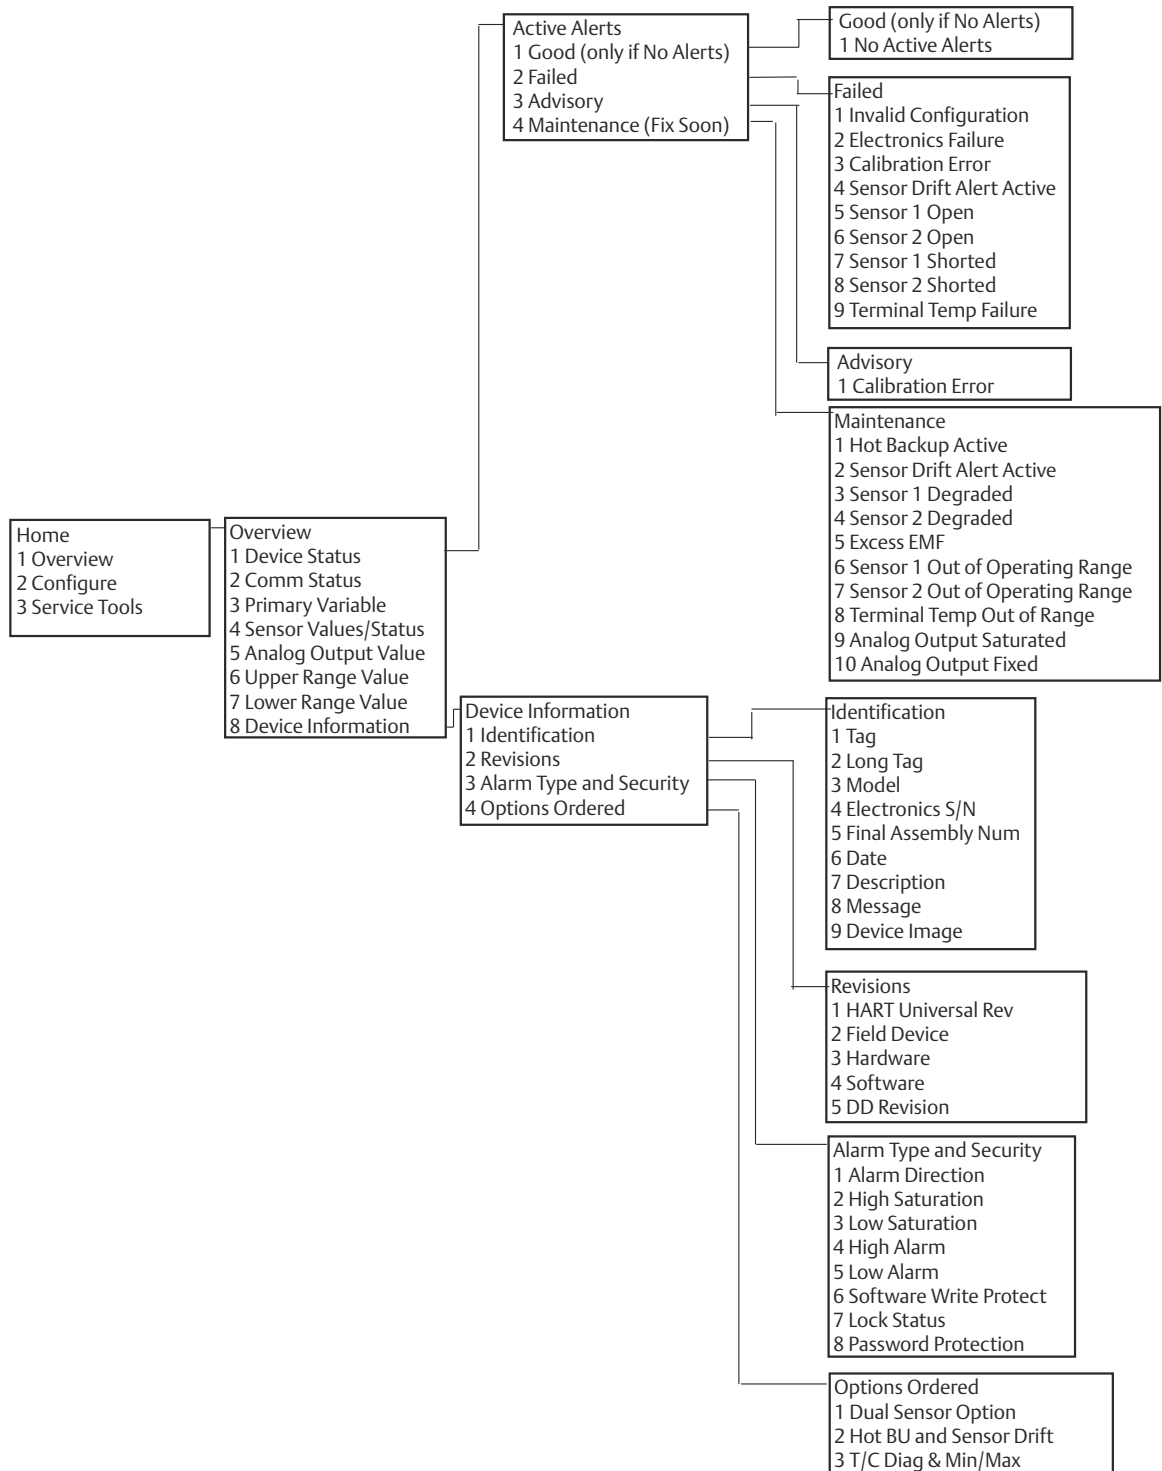 Active Alerts
1 Good (only if No Alerts)
2 Failed
3 Advisory
4 Maintenance (Fix Soon)
Good (only if No Alerts)
1 No Active Alerts
Failed
1 Invalid Configuration
2 Electronics Failure
3 Calibration Error
4 Sensor Drift Alert Active
5 Sensor 1 Open
6 Sensor 2 Open
7 Sensor 1 Shorted
8 Sensor 2 Shorted
9 Terminal Temp Failure
Advisory
1 Calibration Error
Maintenance
1 Hot Backup Active
2 Sensor Drift Alert Active
3 Sensor 1 Degraded
4 Sensor 2 Degraded
5 Excess EMF
6 Sensor 1 Out of Operating Range
7 Sensor 2 Out of Operating Range
8 Terminal Temp Out of Range
9 Analog Output Saturated
10 Analog Output Fixed
Home
1 Overview
2 Configure
3 Service Tools
Overview
1 Device Status
2 Comm Status
3 Primary Variable
4 Sensor Values/Status
5 Analog Output Value
6 Upper Range Value
7 Lower Range Value
8 Device Information
Device Information
1 Identification
2 Revisions
3 Alarm Type and Security
4 Options Ordered
Identification
1 Tag
2 Long Tag
3 Model
4 Electronics S/N
5 Final Assembly Num
6 Date
7 Description
8 Message
9 Device Image
Revisions
1 HART Universal Rev
2 Field Device
3 Hardware
4 Software
5 DD Revision
Alarm Type and Security
1 Alarm Direction
2 High Saturation
3 Low Saturation
4 High Alarm
5 Low Alarm
6 Software Write Protect
7 Lock Status
8 Password Protection
Options Ordered
1 Dual Sensor Option
2 Hot BU and Sensor Drift
3 T/C Diag & Min/Max